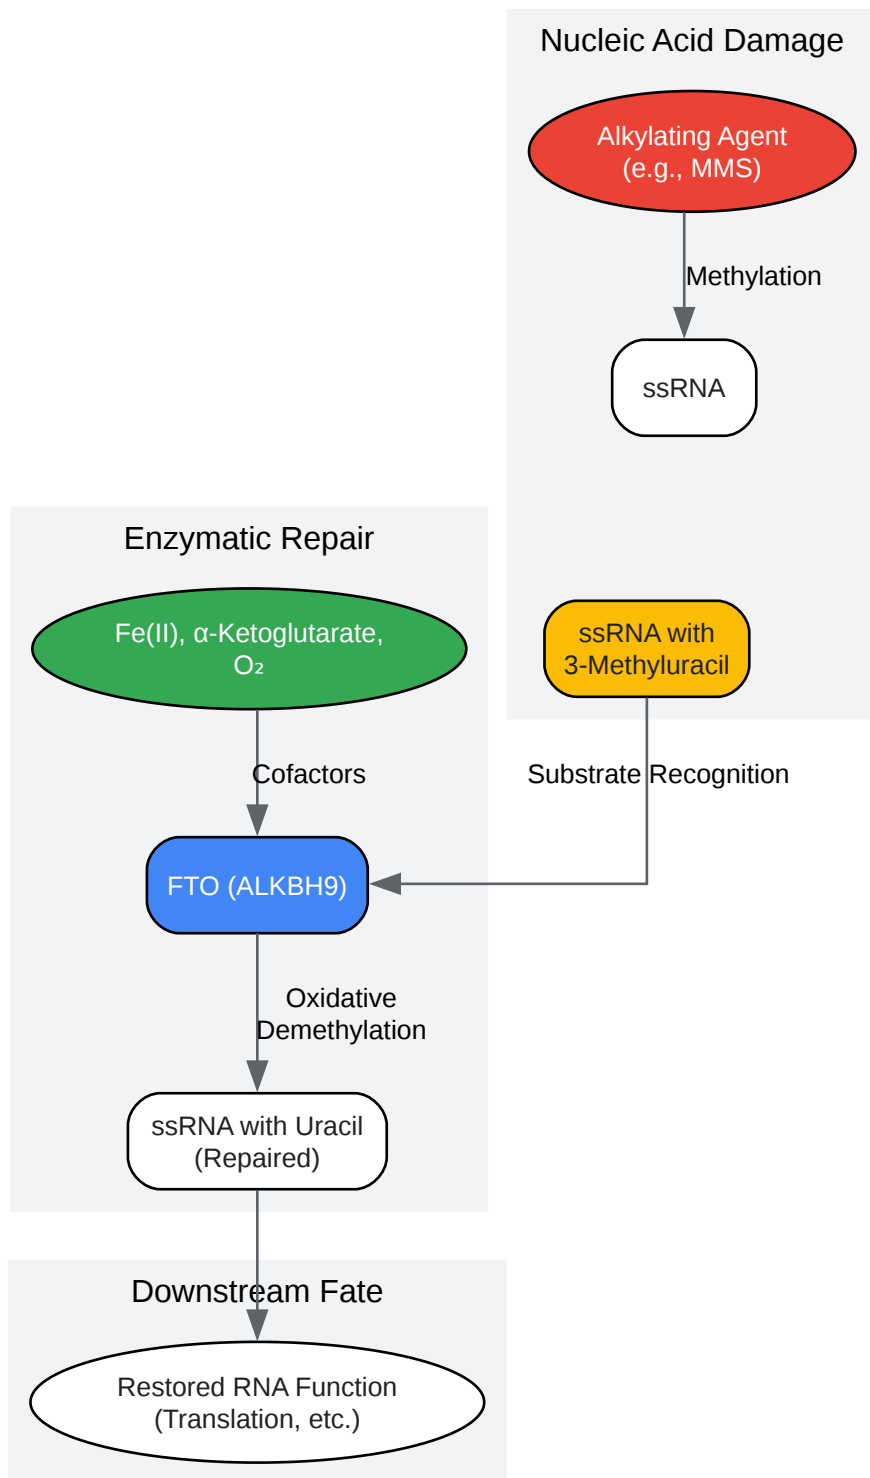 Nucleic Acid Damage
Alkylating Agent
(e.g., MMS)
Methylation
ssRNA
ssRNA with
3-Methyluracil
Substrate Recognition
Enzymatic Repair
Fe(II), α-Ketoglutarate,
O₂
Cofactors
FTO (ALKBH9)
Oxidative
Demethylation
ssRNA with Uracil
(Repaired)
Downstream Fate
Restored RNA Function
(Translation, etc.)